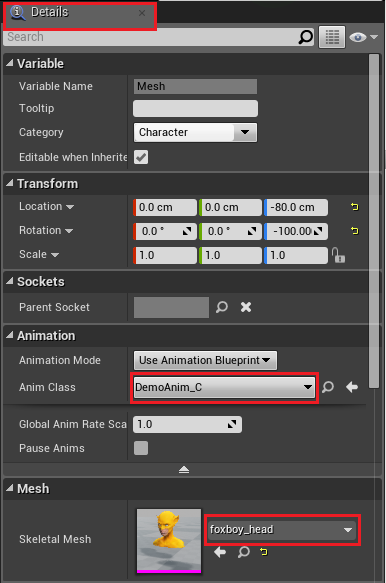 Details
Search
Variable
Variable Name Mesh
Tooltip
Category Character
Editable when Inherite
Transform
Location 0.0 cm 0.0 cm -80.0 cm
Rotation 0.0 ° 0.0 ° -100.00
Scale 1.0 1.0 1.0
Sockets
Parent Socket
Animation
Animation Mode Use Animation Blueprint
Anim Class DemoAnim_C
Global Anim Rate Sca 1.0
Pause Anims
Mesh
Skeletal Mesh foxboy_head